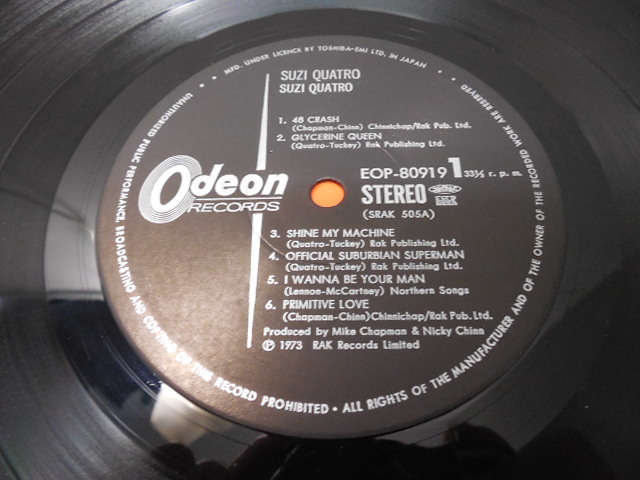 • MFD. UNDER LICENCE BY TOSHIBA-EMI LTD. IN JAPAN •
SUZI QUATRO
SUZI QUATRO
1. 48 CRASH
(Chapman-Chinn) Chinnichap/Rak Pub. Ltd.
2. GLYCERINE QUEEN
(Quatro-Tuckey) Rak Publishing Ltd.
Odeon
RECORDS
EOP-80919 1 33⅓ r. p. m.
STEREO
(SRAK 505A)
3. SHINE MY MACHINE
(Quatro-Tuckey) Rak Publishing Ltd.
4. OFFICIAL SUBURBIAN SUPERMAN
(Quatro-Tuckey) Rak Publishing Ltd.
5. I WANNA BE YOUR MAN
(Lennon-McCartney) Northern Songs
6. PRIMITIVE LOVE
(Chapman-Chinn)Chinnichap/Rak Pub.Ltd.
Produced by Mike Chapman & Nicky Chinn
Ⓟ 1973 RAK Records Limited
UNAUTHORIZED PUBLIC PERFORMANCE, BROADCASTING AND COPYING OF THIS RECORD PROHIBITED • ALL RIGHTS OF THE MANUFACTURER AND OF THE OWNER OF THE RECORDED WORK ARE RESERVED